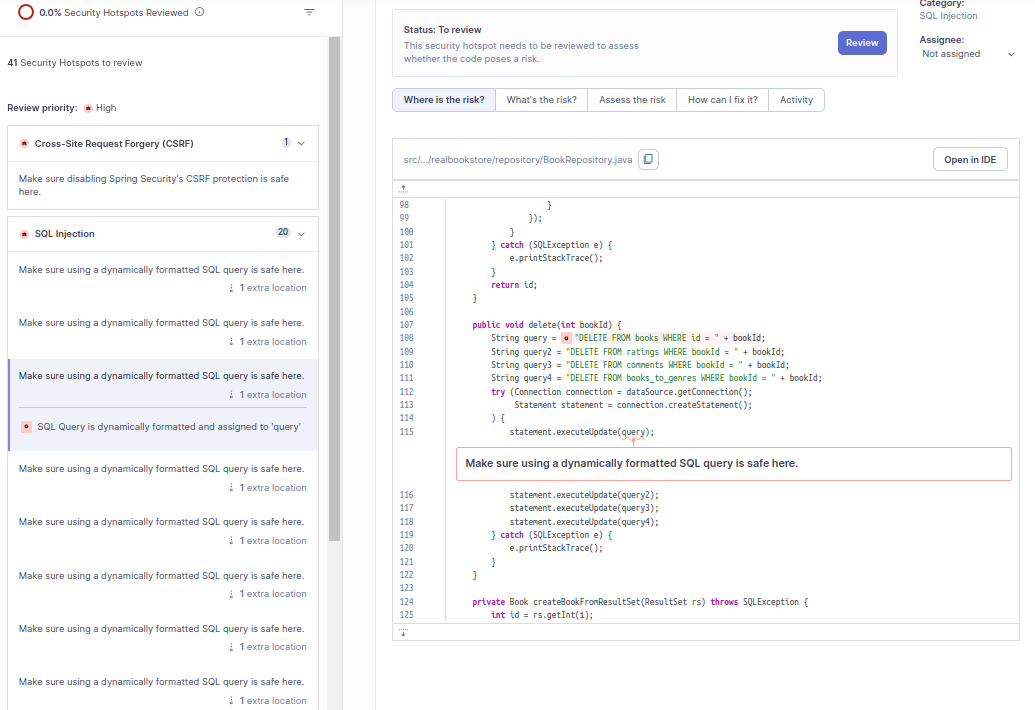 0.0% Security Hotspots Reviewed
41 Security Hotspots to review
Review priority: High
Cross-Site Request Forgery (CSRF) 1
Make sure disabling Spring Security's CSRF protection is safe
here.
SQL Injection 20
Make sure using a dynamically formatted SQL query is safe here.
1 extra location
Make sure using a dynamically formatted SQL query is safe here.
1 extra location
Make sure using a dynamically formatted SQL query is safe here.
1 extra location
SQL Query is dynamically formatted and assigned to 'query'
Make sure using a dynamically formatted SQL query is safe here.
1 extra location
Make sure using a dynamically formatted SQL query is safe here.
1 extra location
Make sure using a dynamically formatted SQL query is safe here.
1 extra location
Make sure using a dynamically formatted SQL query is safe here.
1 extra location
Make sure using a dynamically formatted SQL query is safe here.
1 extra location
Status: To review
This security hotspot needs to be reviewed to assess
whether the code poses a risk.
Review
Category:
SQL Injection
Assignee:
Not assigned
Where is the risk? What's the risk? Assess the risk How can I fix it? Activity
src/.../realbookstore/repository/BookRepository.java
Open in IDE
98 }
99 });
100 }
101 } catch (SQLException e) {
102 e.printStackTrace();
103 }
104 return id;
105 }
106
107 public void delete(int bookId) {
108 String query = "DELETE FROM books WHERE id = " + bookId;
109 String query2 = "DELETE FROM ratings WHERE bookId = " + bookId;
110 String query3 = "DELETE FROM comments WHERE bookId = " + bookId;
111 String query4 = "DELETE FROM books_to_genres WHERE bookId = " + bookId;
112 try (Connection connection = dataSource.getConnection();
113 Statement statement = connection.createStatement();
114 ) {
115 statement.executeUpdate(query);
Make sure using a dynamically formatted SQL query is safe here.
116 statement.executeUpdate(query2);
117 statement.executeUpdate(query3);
118 statement.executeUpdate(query4);
119 } catch (SQLException e) {
120 e.printStackTrace();
121 }
122 }
123
124 private Book createBookFromResultSet(ResultSet rs) throws SQLException {
125 int id = rs.getInt(1);